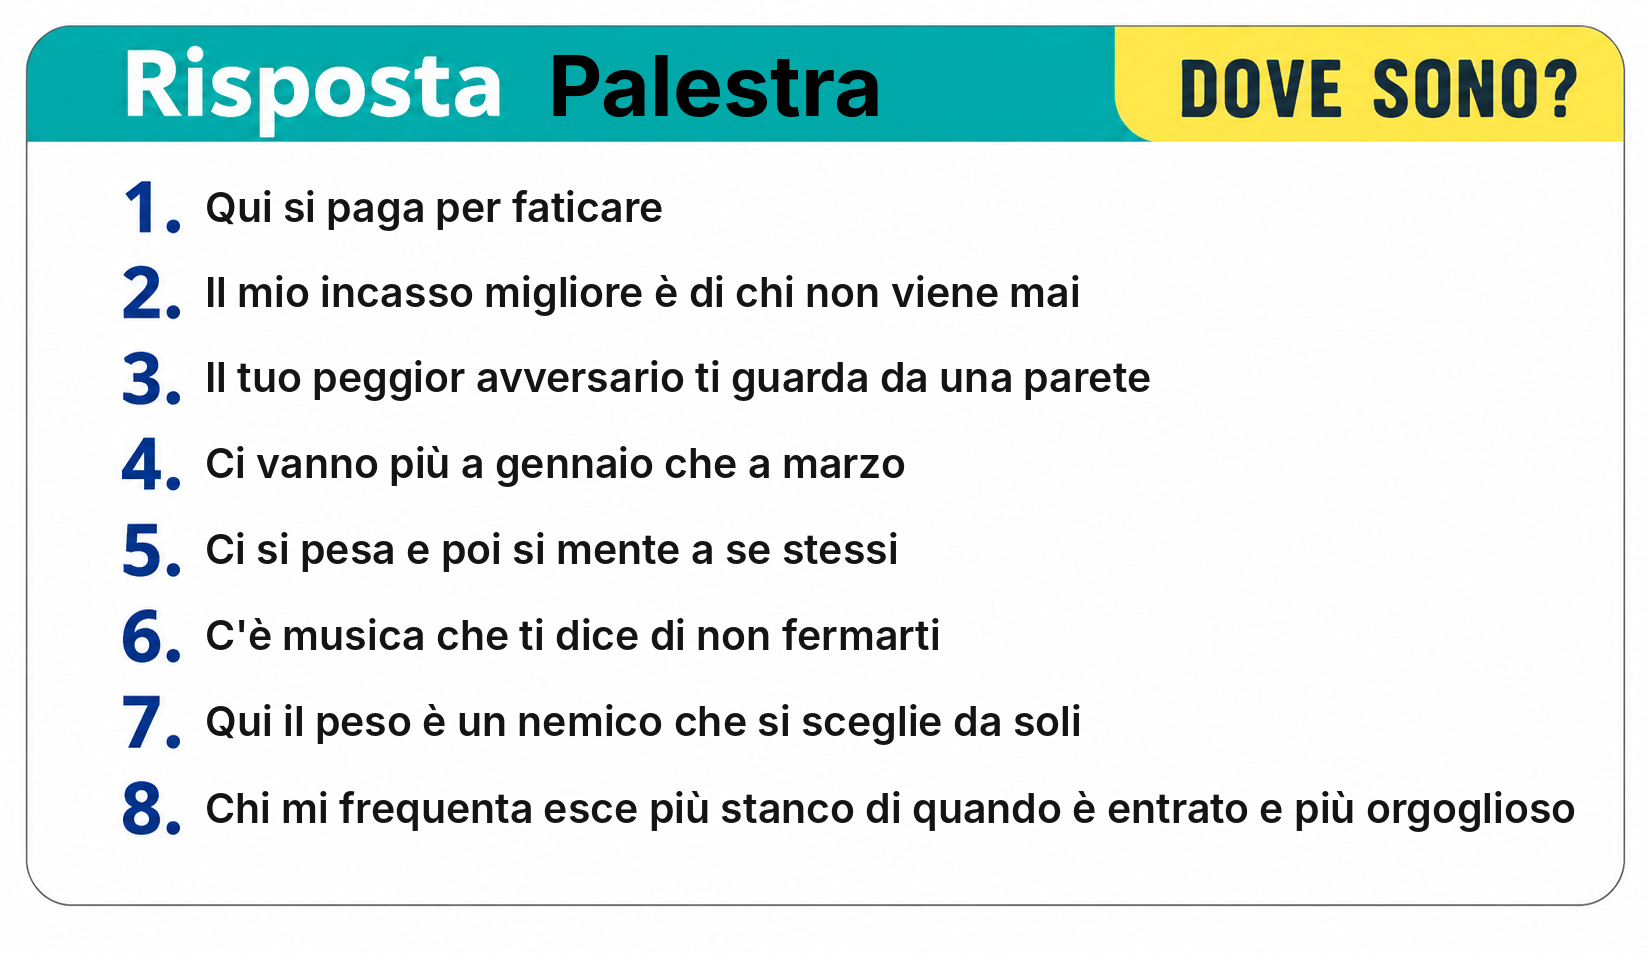 Risposta Palestra
DOVE SONO?
1. Qui si paga per faticare
2. Il mio incasso migliore è di chi non viene mai
3. Il tuo peggior avversario ti guarda da una parete
4. Ci vanno più a gennaio che a marzo
5. Ci si pesa e poi si mente a se stessi
6. C'è musica che ti dice di non fermarti
7. Qui il peso è un nemico che si sceglie da soli
8. Chi mi frequenta esce più stanco di quando è entrato e più orgoglioso